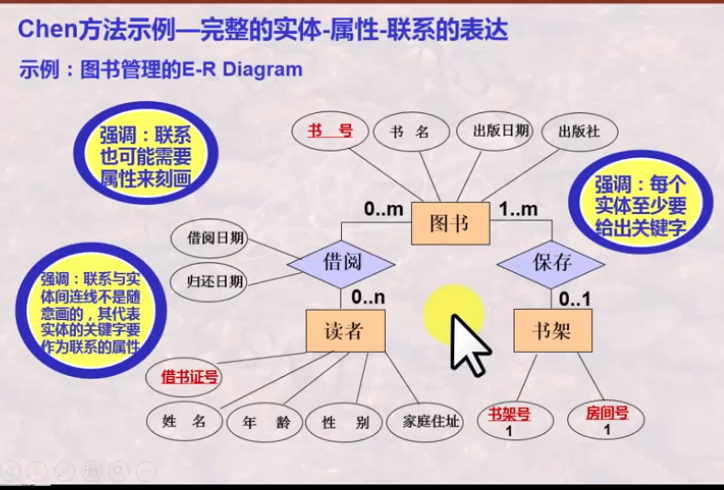 Chen方法示例—完整的实体-属性-联系的表达
示例：图书管理的E-R Diagram
强调：联系
也可能需要
属性来刻画
书 号
书 名
出版日期
出版社
强调：每个
实体至少要
给出关键字
0..m
图书
1..m
借阅日期
归还日期
借阅
保存
强调：联系与实
体间连线不是随
意画的，其代表
实体的关键字要
作为联系的属性
0..n
0..1
读者
书架
借书证号
姓 名
年 龄
性 别
家庭住址
书架号
1
房间号
1